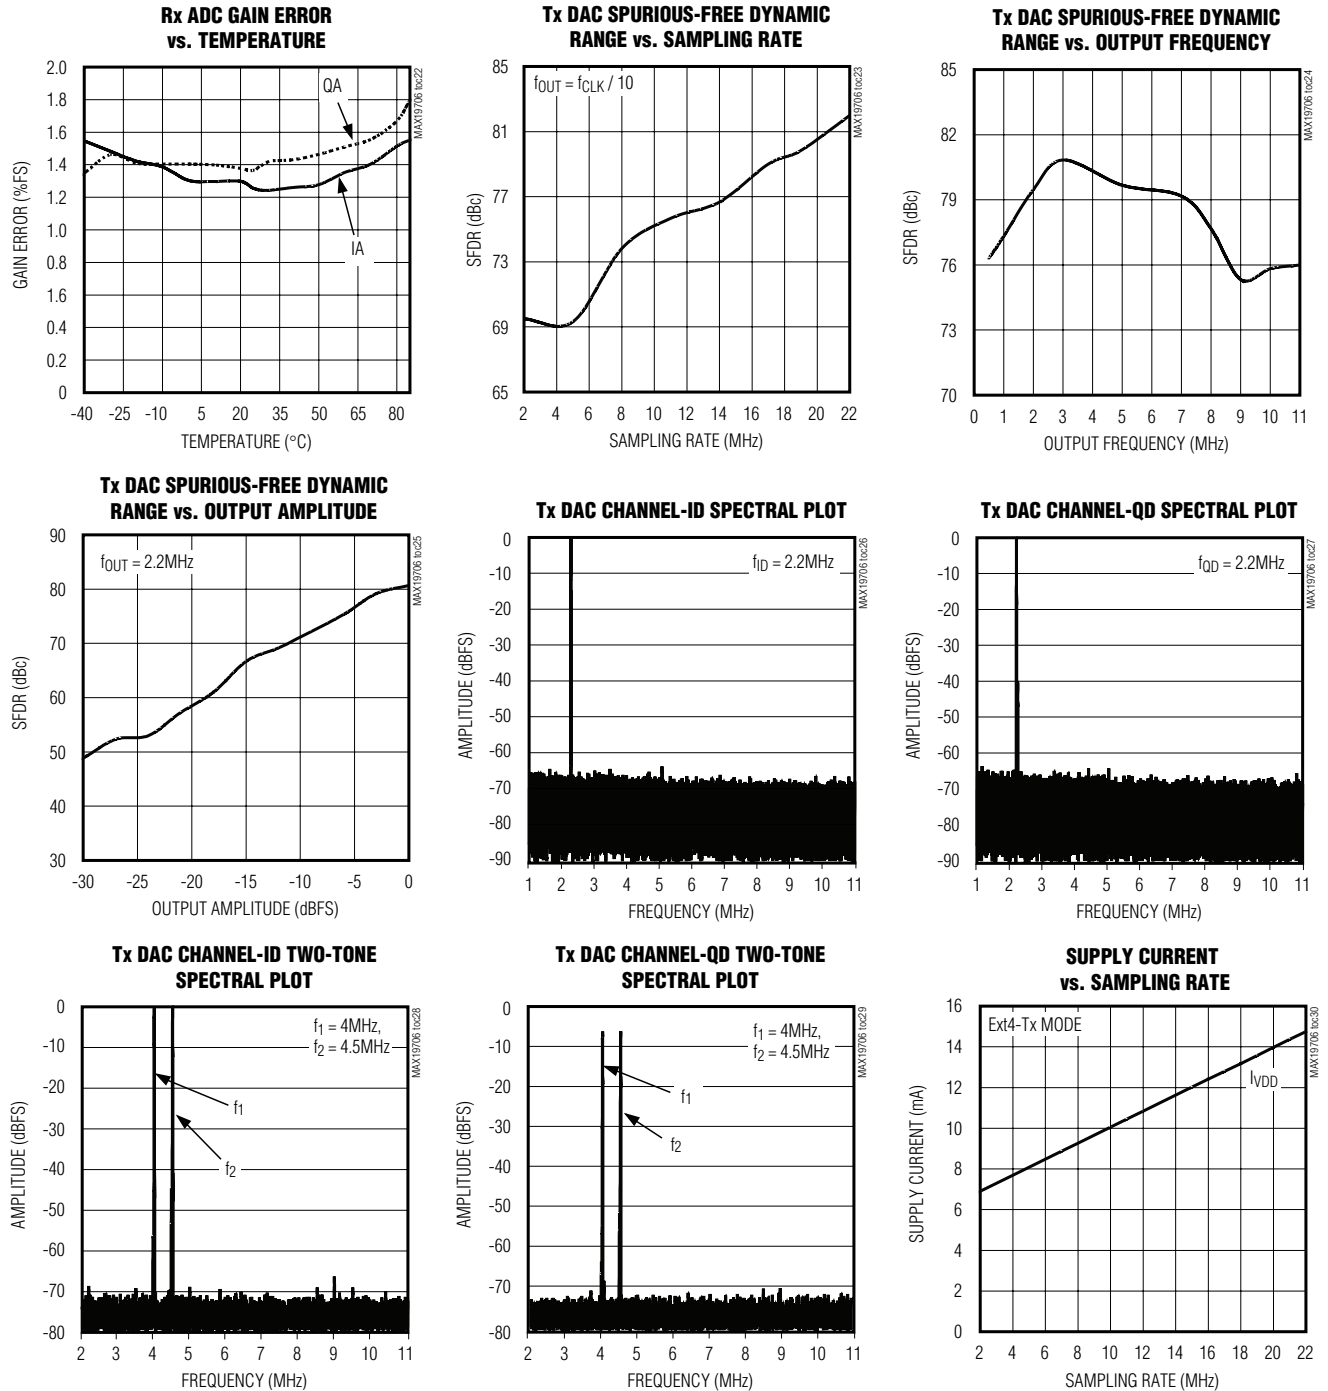 Rx ADC GAIN ERROR
vs. TEMPERATURE
2.0
1.8
1.6
1.4
1.2
1.0
0.8
1.6
0.4
0.2
0
GAIN ERROR (%FS)
QA
IA
MAX19706 toc22
-40 -25 -10 5 20 35 50 65 80
TEMPERATURE (°C)
Tx DAC SPURIOUS-FREE DYNAMIC
RANGE vs. SAMPLING RATE
85
81
77
73
69
65
SFDR (dBc)
fOUT = fCLK / 10
MAX19706 toc23
2 4 6 8 10 12 14 16 18 20 22
SAMPLING RATE (MHz)
Tx DAC SPURIOUS-FREE DYNAMIC
RANGE vs. OUTPUT FREQUENCY
85
82
79
76
73
70
SFDR (dBc)
MAX19706 toc24
0 1 2 3 4 5 6 7 8 9 10 11
OUTPUT FREQUENCY (MHz)
Tx DAC SPURIOUS-FREE DYNAMIC
RANGE vs. OUTPUT AMPLITUDE
90
80
70
60
50
40
30
SFDR (dBc)
fOUT = 2.2MHz
MAX19706 toc25
-30 -25 -20 -15 -10 -5 0
OUTPUT AMPLITUDE (dBFS)
Tx DAC CHANNEL-ID SPECTRAL PLOT
0
-10
-20
-30
-40
-50
-60
-70
-80
-90
AMPLITUDE (dBFS)
fID = 2.2MHz
MAX19706 toc26
1 2 3 4 5 6 7 8 9 10 11
FREQUENCY (MHz)
Tx DAC CHANNEL-QD SPECTRAL PLOT
0
-10
-20
-30
-40
-50
-60
-70
-80
-90
AMPLITUDE (dBFS)
fQD = 2.2MHz
MAX19706 toc27
1 2 3 4 5 6 7 8 9 10 11
FREQUENCY (MHz)
Tx DAC CHANNEL-ID TWO-TONE
SPECTRAL PLOT
0
-10
-20
-30
-40
-50
-60
-70
-80
AMPLITUDE (dBFS)
f1 = 4MHz,
f2 = 4.5MHz
f1
f2
MAX19706 toc28
2 3 4 5 6 7 8 9 10 11
FREQUENCY (MHz)
Tx DAC CHANNEL-QD TWO-TONE
SPECTRAL PLOT
0
-10
-20
-30
-40
-50
-60
-70
-80
AMPLITUDE (dBFS)
f1 = 4MHz,
f2 = 4.5MHz
f1
f2
MAX19706 toc29
2 3 4 5 6 7 8 9 10 11
FREQUENCY (MHz)
SUPPLY CURRENT
vs. SAMPLING RATE
16
14
12
10
8
6
4
2
0
SUPPLY CURRENT (mA)
Ext4-Tx MODE
IVDD
MAX19706 toc30
2 4 6 8 10 12 14 16 18 20 22
SAMPLING RATE (MHz)